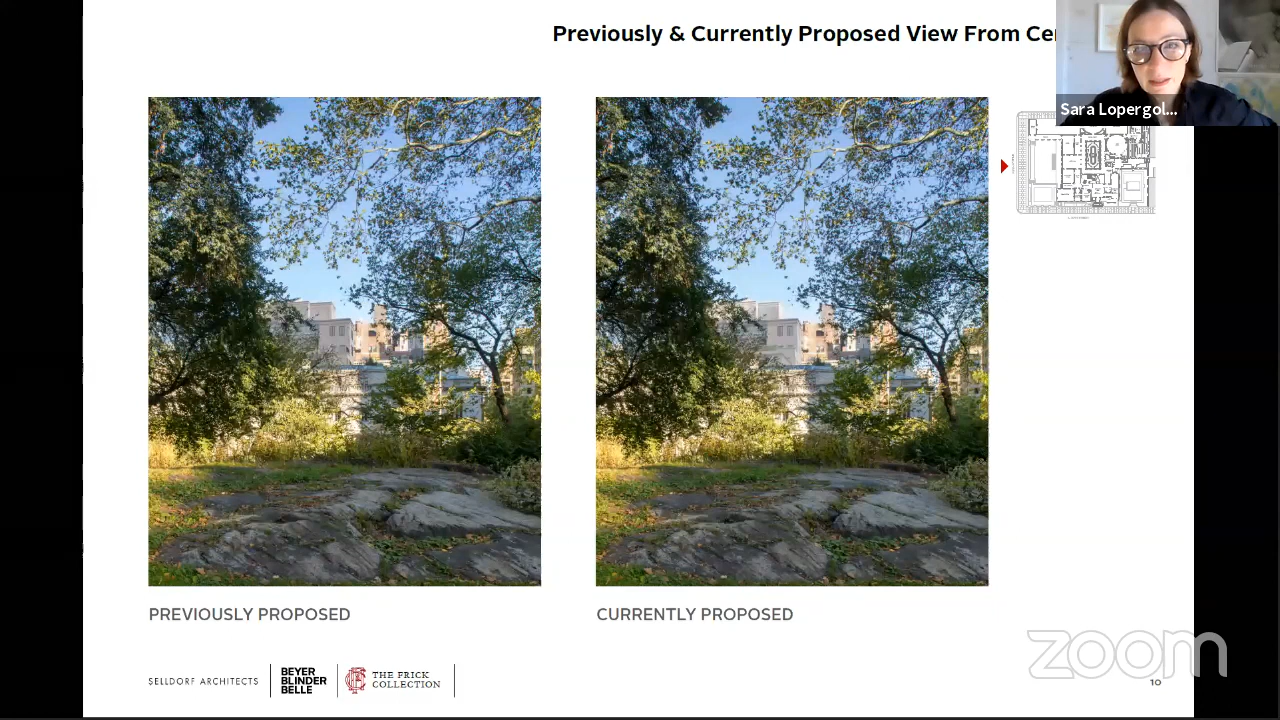 Previously & Currently Proposed View From Cen
Sara Lopergol...
PREVIOUSLY PROPOSED
CURRENTLY PROPOSED
SELLDORF ARCHITECTS
BEYER
BLINDER
BELLE
THE FRICK
COLLECTION
zoom
10